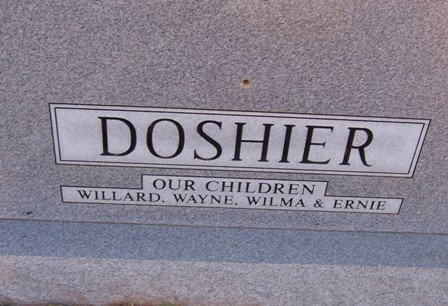 DOSHIER
OUR CHILDREN
WILLARD, WAYNE, WILMA & ERNIE